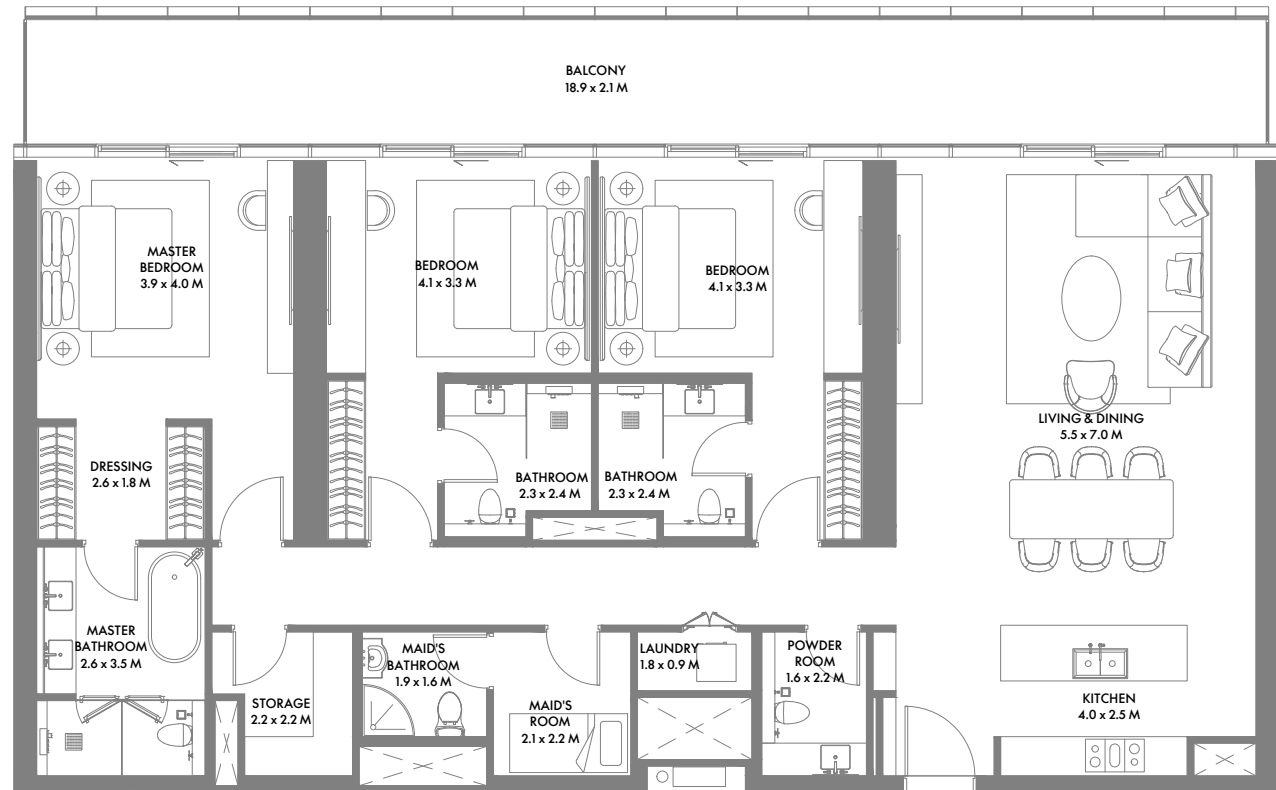 BALCONY
18.9 x 2.1 M
MASTER
BEDROOM
3.9 x 4.0 M
BEDROOM
4.1 x 3.3 M
BEDROOM
4.1 x 3.3 M
LIVING & DINING
5.5 x 7.0 M
DRESSING
2.6 x 1.8 M
BATHROOM
2.3 x 2.4 M
BATHROOM
2.3 x 2.4 M
MASTER
BATHROOM
2.6 x 3.5 M
STORAGE
2.2 x 2.2 M
MAID'S
BATHROOM
1.9 x 1.6 M
MAID'S
ROOM
2.1 x 2.2 M
LAUNDRY
1.8 x 0.9 M
POWDER
ROOM
1.6 x 2.2 M
KITCHEN
4.0 x 2.5 M